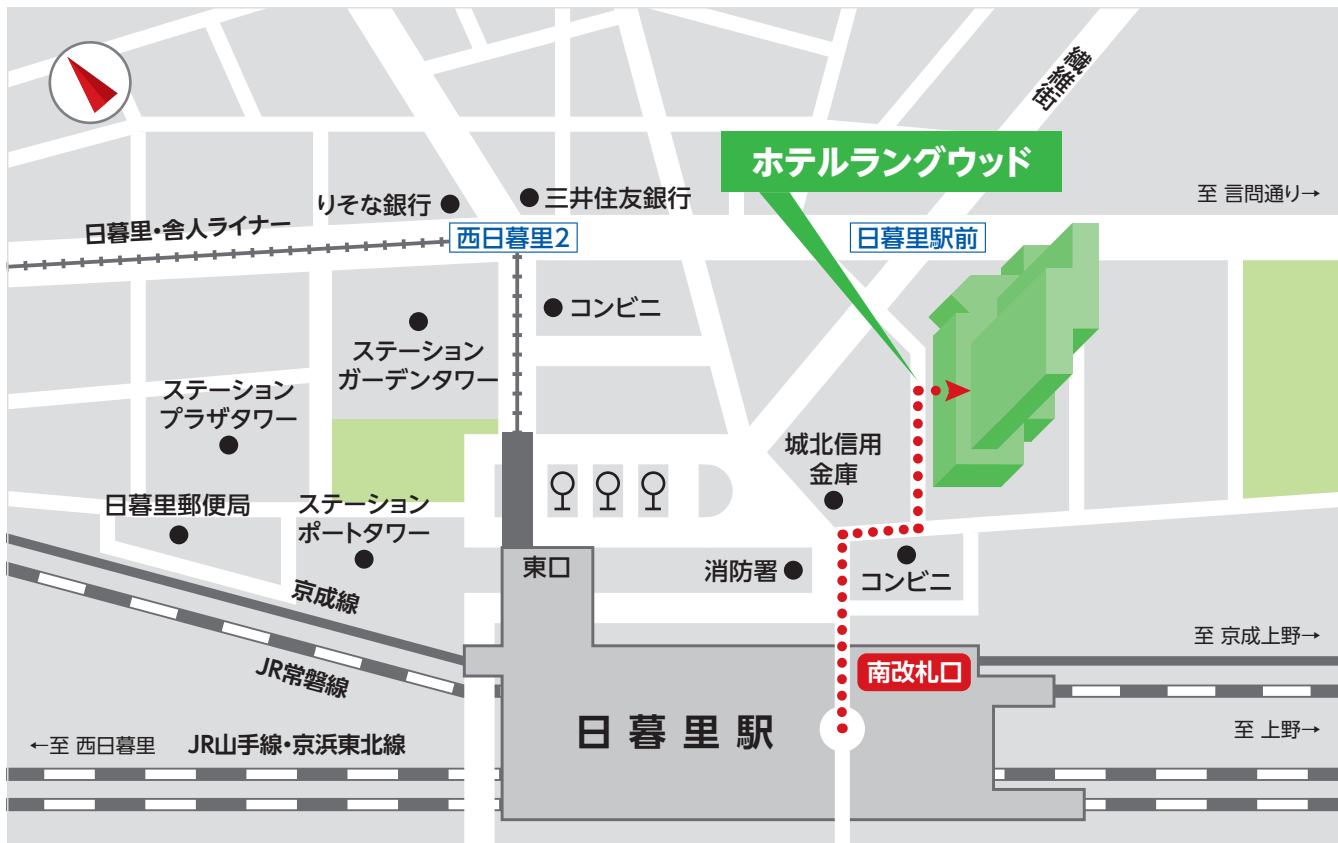 繊維街
ホテルラングウッド
至 言問通り→
りそな銀行
三井住友銀行
日暮里・舎人ライナー
西日暮里2
日暮里駅前
コンビニ
ステーション
ガーデンタワー
ステーション
プラザタワー
城北信用
金庫
日暮里郵便局
ステーション
ポートタワー
東口
消防署
コンビニ
京成線
至 京成上野→
JR常磐線
南改札口
日暮里駅
至 上野→
←至 西日暮里
JR山手線・京浜東北線